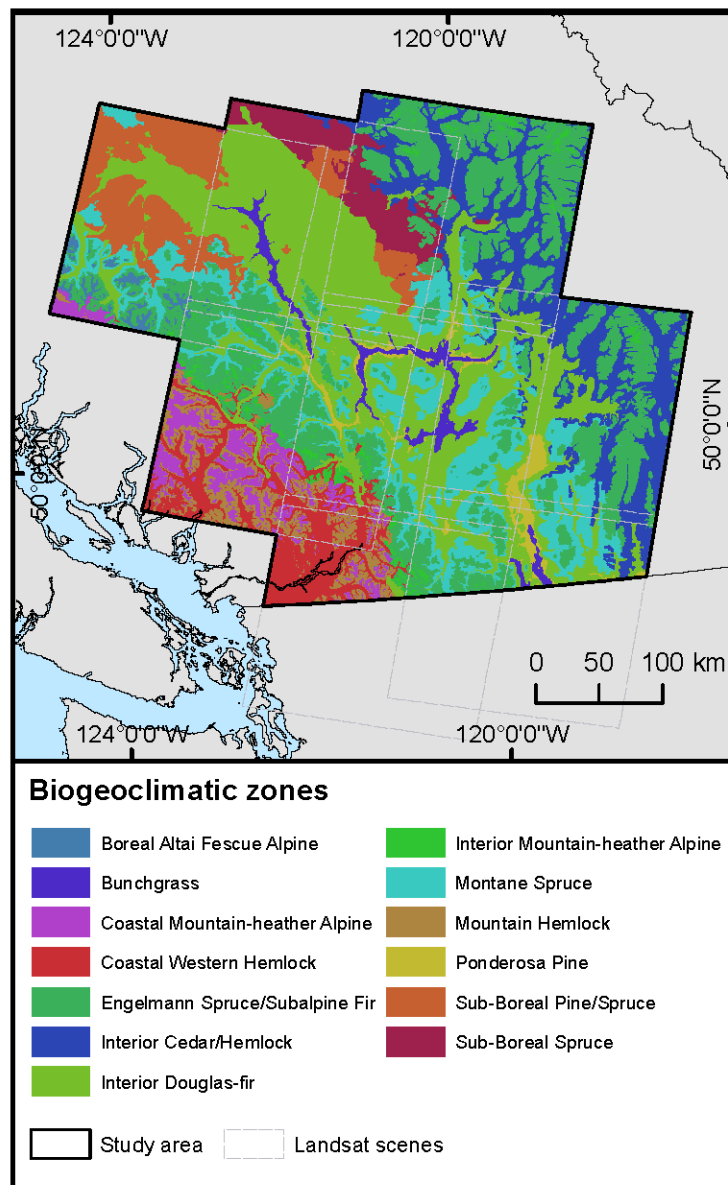 124°0'0"W 120°0'0"W
50°0'0"N
50°0'0"N
0 50 100 km
124°0'0"W 120°0'0"W
Biogeoclimatic zones
Boreal Altai Fescue Alpine
Bunchgrass
Coastal Mountain-heather Alpine
Coastal Western Hemlock
Engelmann Spruce/Subalpine Fir
Interior Cedar/Hemlock
Interior Douglas-fir
Interior Mountain-heather Alpine
Montane Spruce
Mountain Hemlock
Ponderosa Pine
Sub-Boreal Pine/Spruce
Sub-Boreal Spruce
Study area
Landsat scenes